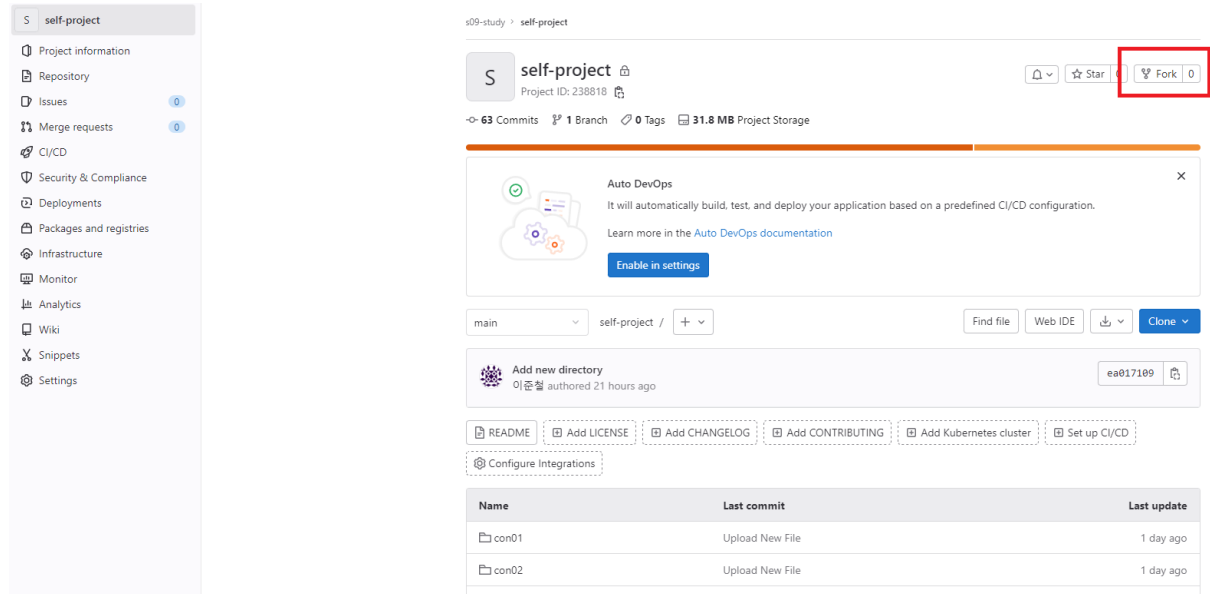 S self-project
Project information
Repository
Issues 0
Merge requests 0
CI/CD
Security & Compliance
Deployments
Packages and registries
Infrastructure
Monitor
Analytics
Wiki
Snippets
Settings
s09-study > self-project
S
self-project
Project ID: 238818
Star
Fork 0
63 Commits 1 Branch 0 Tags 31.8 MB Project Storage
Auto DevOps
It will automatically build, test, and deploy your application based on a predefined CI/CD configuration.
Learn more in the Auto DevOps documentation
Enable in settings
main self-project / +
Find file Web IDE Clone
Add new directory
이준철 authored 21 hours ago
ea017109
README Add LICENSE Add CHANGELOG Add CONTRIBUTING Add Kubernetes cluster Set up CI/CD
Configure Integrations
Name Last commit Last update
con01 Upload New File 1 day ago
con02 Upload New File 1 day ago